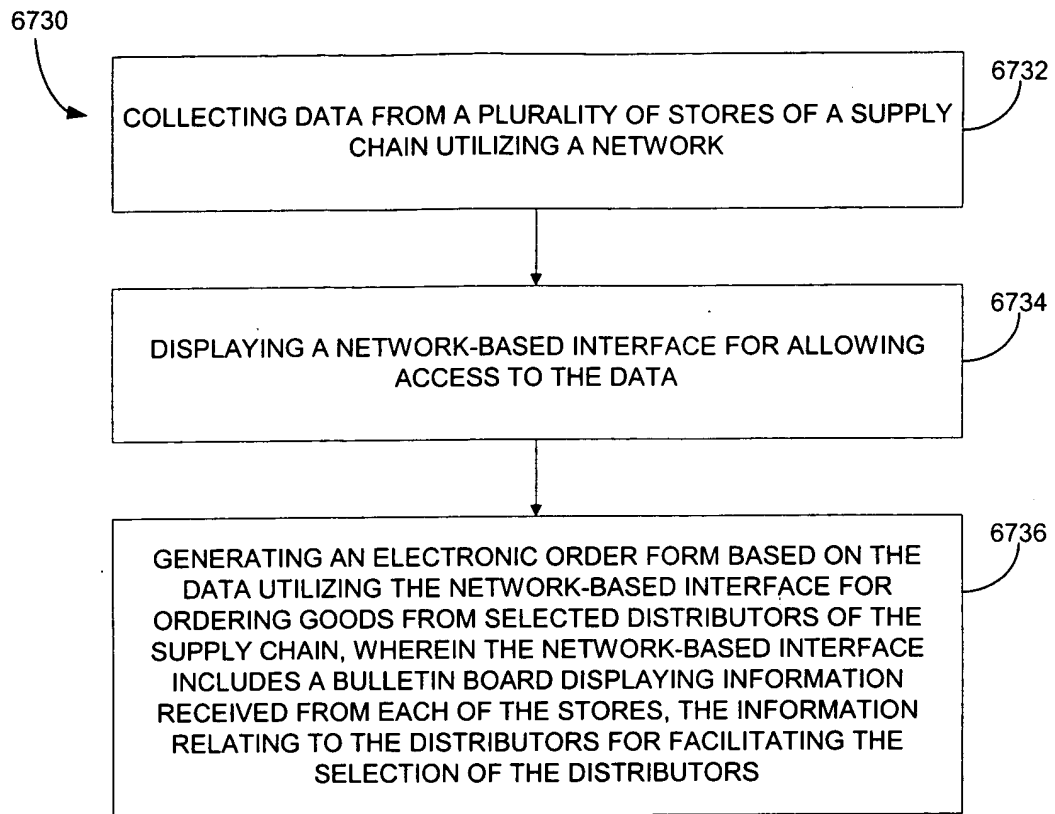 6730
6732
COLLECTING DATA FROM A PLURALITY OF STORES OF A SUPPLY
CHAIN UTILIZING A NETWORK
6734
DISPLAYING A NETWORK-BASED INTERFACE FOR ALLOWING
ACCESS TO THE DATA
6736
GENERATING AN ELECTRONIC ORDER FORM BASED ON THE
DATA UTILIZING THE NETWORK-BASED INTERFACE FOR
ORDERING GOODS FROM SELECTED DISTRIBUTORS OF THE
SUPPLY CHAIN, WHEREIN THE NETWORK-BASED INTERFACE
INCLUDES A BULLETIN BOARD DISPLAYING INFORMATION
RECEIVED FROM EACH OF THE STORES, THE INFORMATION
RELATING TO THE DISTRIBUTORS FOR FACILITATING THE
SELECTION OF THE DISTRIBUTORS